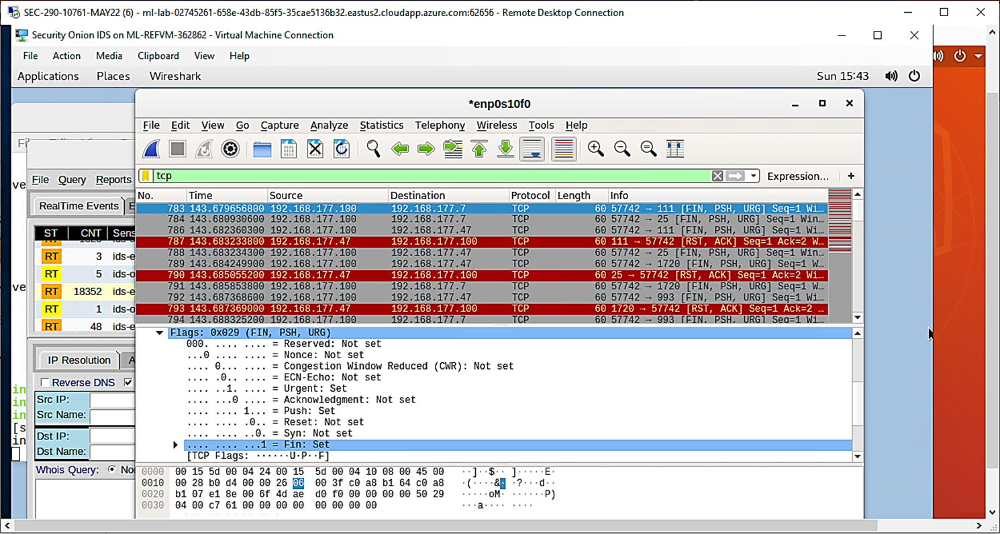 SEC-290-10761-MAY22 (6) - ml-lab-02745261-658e-43db-85f5-35cae5136b32.eastus2.cloudapp.azure.com:62656 - Remote Desktop Connection
Security Onion IDS on ML-REFVM-362862 - Virtual Machine Connection
File Action Media Clipboard View Help
Applications Places Wireshark Sun 15:43
*enp0s10f0
File Edit View Go Capture Analyze Statistics Telephony Wireless Tools Help
tcp Expression... +
No. Time Source Destination Protocol Length Info
783 143.679656800 192.168.177.100 192.168.177.7 TCP 60 57742 → 111 [FIN, PSH, URG] Seq=1 Wi…
784 143.680930600 192.168.177.100 192.168.177.7 TCP 60 57742 → 25 [FIN, PSH, URG] Seq=1 Win…
786 143.682360300 192.168.177.100 192.168.177.47 TCP 60 57742 → 111 [FIN, PSH, URG] Seq=1 Wi…
787 143.683233800 192.168.177.47 192.168.177.100 TCP 60 111 → 57742 [RST, ACK] Seq=1 Ack=2 W…
788 143.683234300 192.168.177.100 192.168.177.47 TCP 60 57742 → 25 [FIN, PSH, URG] Seq=1 Win…
789 143.684249900 192.168.177.100 192.168.177.47 TCP 60 57742 → 1720 [FIN, PSH, URG] Seq=1 W…
790 143.685055200 192.168.177.47 192.168.177.100 TCP 60 25 → 57742 [RST, ACK] Seq=1 Ack=2 Wi…
791 143.685853800 192.168.177.100 192.168.177.7 TCP 60 57742 → 1720 [FIN, PSH, URG] Seq=1 W…
792 143.687368600 192.168.177.100 192.168.177.47 TCP 60 57742 → 993 [FIN, PSH, URG] Seq=1 Wi…
793 143.687369000 192.168.177.47 192.168.177.100 TCP 60 1720 → 57742 [RST, ACK] Seq=1 Ack=2 …
794 143.688325200 192.168.177.100 192.168.177.7 TCP 60 57742 → 993 [FIN, PSH, URG] Seq=1 Wi…
Flags: 0x029 (FIN, PSH, URG)
000. .... .... = Reserved: Not set
...0 .... .... = Nonce: Not set
.... 0... .... = Congestion Window Reduced (CWR): Not set
.... .0.. .... = ECN-Echo: Not set
.... ..1. .... = Urgent: Set
.... ...0 .... = Acknowledgment: Not set
.... .... 1... = Push: Set
.... .... .0.. = Reset: Not set
.... .... ..0. = Syn: Not set
.... .... ...1 = Fin: Set
[TCP Flags: ······U·P··F]
0000 00 15 5d 00 04 24 00 15 5d 00 04 10 08 00 45 00 ··]··$·· ]·····E·
0010 00 28 b0 d4 00 00 26 06 00 3f c0 a8 b1 64 c0 a8 ·(····&· ·?···d··
0020 b1 07 e1 8e 00 6f 4d ae d0 f0 00 00 00 00 50 29 ·····oM· ······P)
0030 04 00 c7 61 00 00 00 00 00 00 00 00 ···a···· ····
File Query Reports
RealTime Events E
ST CNT Sens
RT 3 ids-e
RT 5 ids-o
RT 18352 ids-e
RT 1 ids-o
RT 48 ids-e
IP Resolution A
Reverse DNS
Src IP:
Src Name:
Dst IP:
Dst Name:
Whois Query: No
ve
ve
in
in
in
[s
in